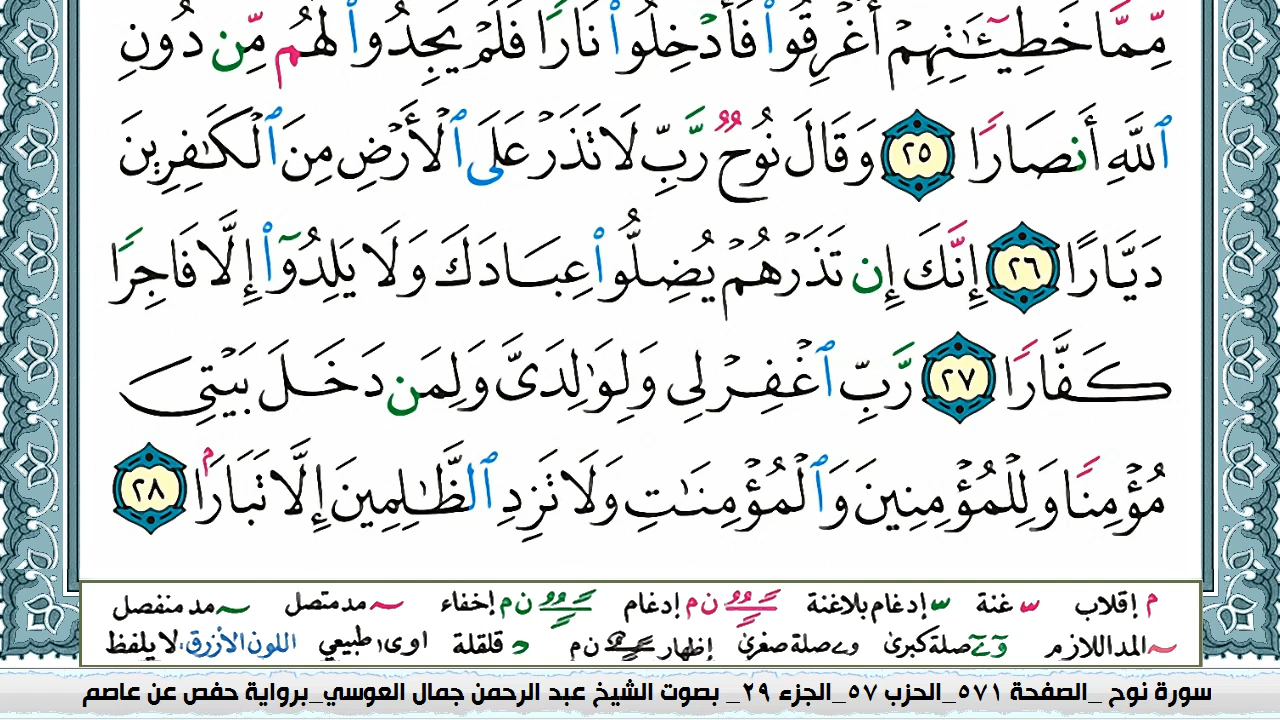 مِّمَّا خَطِيٓـَٰٔتِهِمْ أُغْرِقُوا۟ فَأُدْخِلُوا۟ نَارًا فَلَمْ يَجِدُوا۟ لَهُم مِّن دُونِ
ٱللَّهِ أَنصَارًا ٢٥ وَقَالَ نُوحٌ رَّبِّ لَا تَذَرْ عَلَى ٱلْأَرْضِ مِنَ ٱلْكَٰفِرِينَ
دَيَّارًا ٢٦ إِنَّكَ إِن تَذَرْهُمْ يُضِلُّوا۟ عِبَادَكَ وَلَا يَلِدُوٓا۟ إِلَّا فَاجِرًا
كَفَّارًا ٢٧ رَّبِّ ٱغْفِرْ لِى وَلِوَٰلِدَىَّ وَلِمَن دَخَلَ بَيْتِىَ
مُؤْمِنًا وَلِلْمُؤْمِنِينَ وَٱلْمُؤْمِنَٰتِ وَلَا تَزِدِ ٱلظَّٰلِمِينَ إِلَّا تَبَارًۢا ٢٨
م إقلاب غنة إدغام بلاغنة ن م إدغام ن م إخفاء مد متصل مد منفصل
المد اللازم صلة كبرى صلة صغرى إظهار ن م قلقلة اوى١ طبيعي اللون الأزرق: لا يلفظ
سورة نوح _الصفحة ٥٧١_الحزب ٥٧_الجزء ٢٩_ بصوت الشيخ عبد الرحمن جمال العوسي_برواية حفص عن عاصم